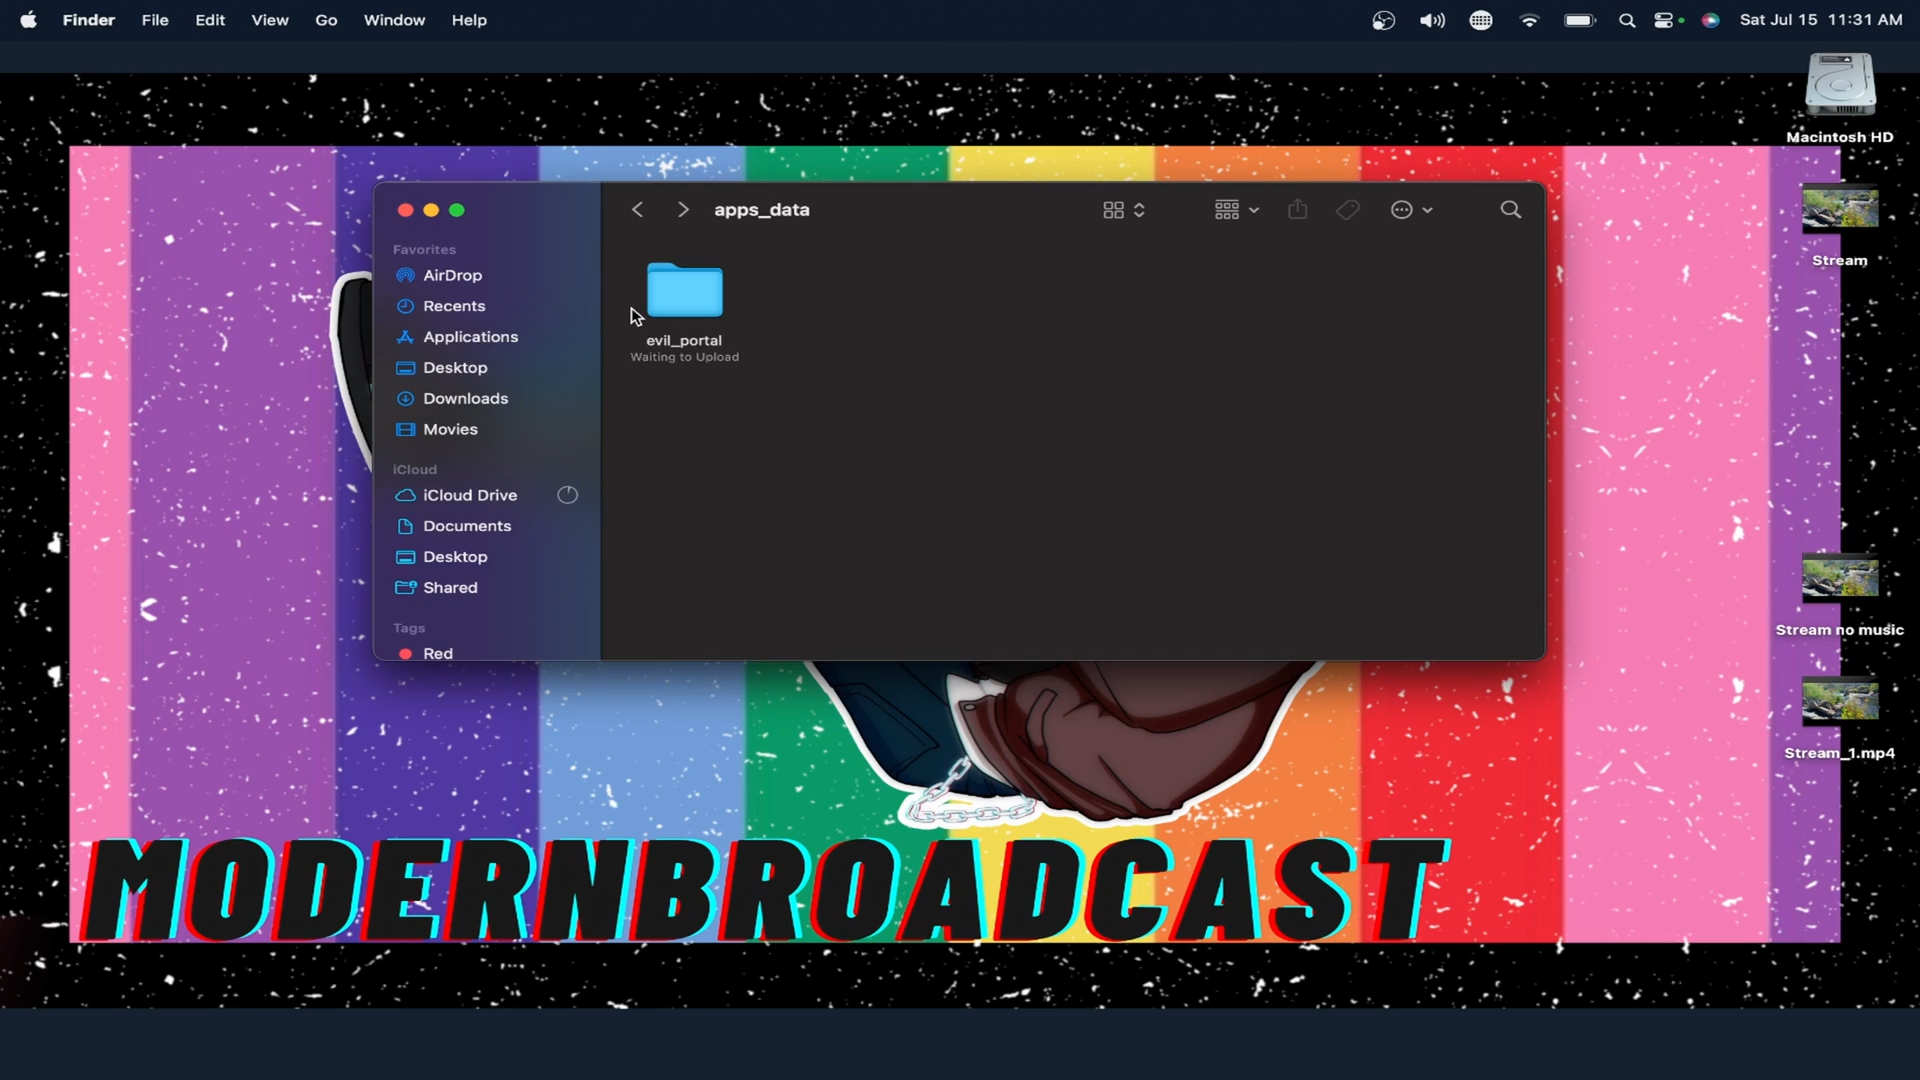 Finder File Edit View Go Window Help Sat Jul 15 11:31 AM
Macintosh HD
Stream
Stream no music
Stream_1.mp4
apps_data
Favorites
AirDrop
Recents
Applications
Desktop
Downloads
Movies
iCloud
iCloud Drive
Documents
Desktop
Shared
Tags
Red
evil_portal
Waiting to Upload
MODERNBROADCAST